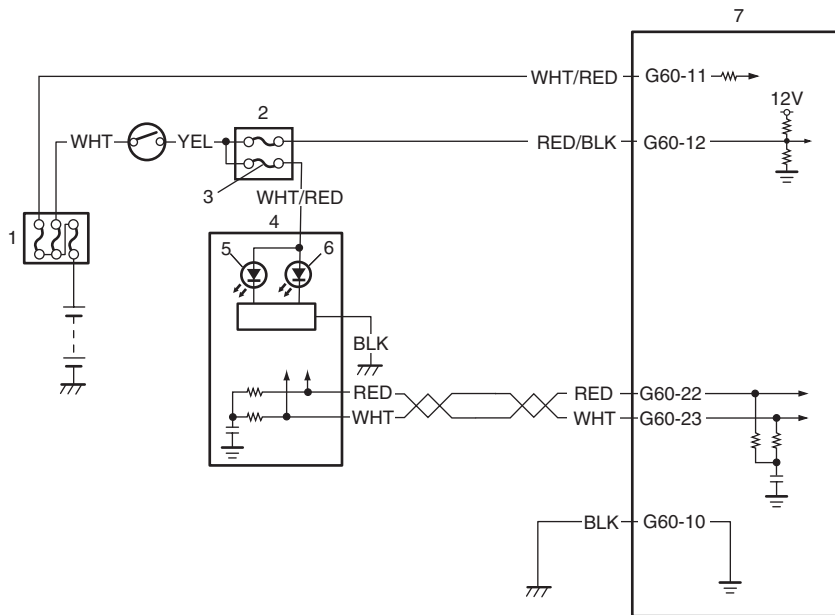 7
WHT/RED G60-11
12V
2
WHT YEL RED/BLK G60-12
3
WHT/RED
1
4
5 6
BLK
RED RED G60-22
WHT WHT G60-23
BLK G60-10